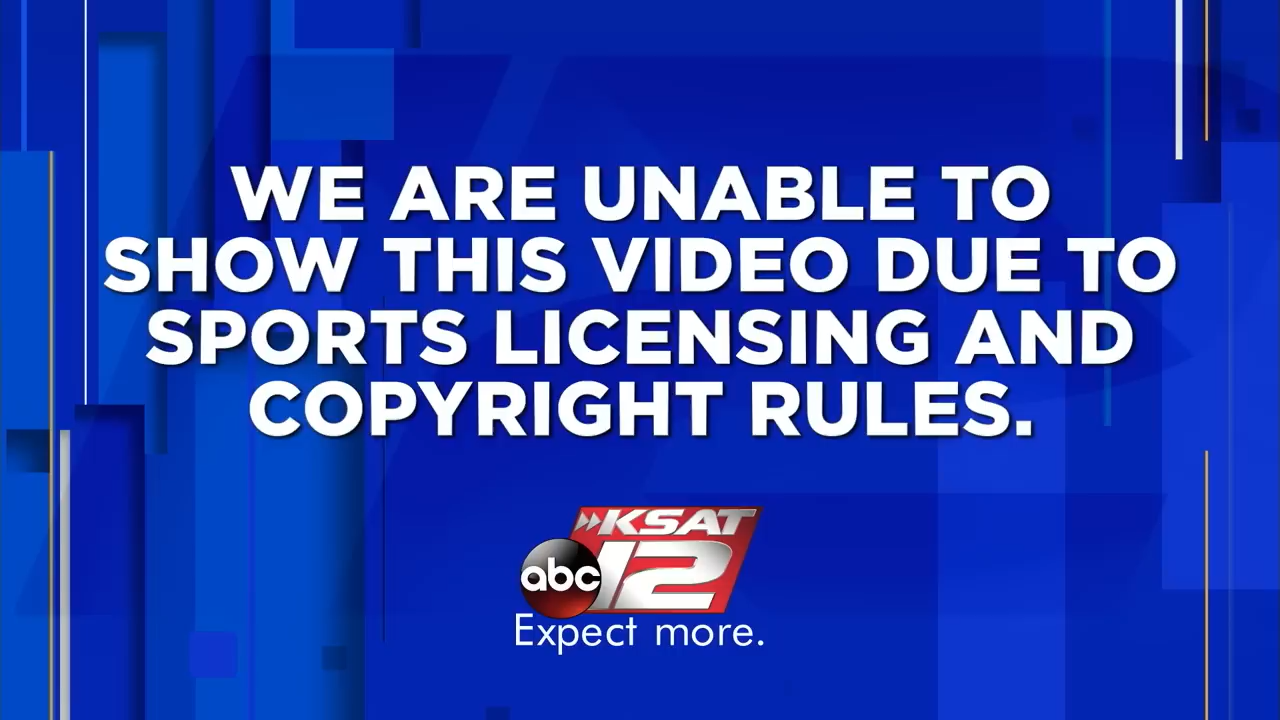 WE ARE UNABLE TO
SHOW THIS VIDEO DUE TO
SPORTS LICENSING AND
COPYRIGHT RULES.
KSAT
abc 12
Expect more.